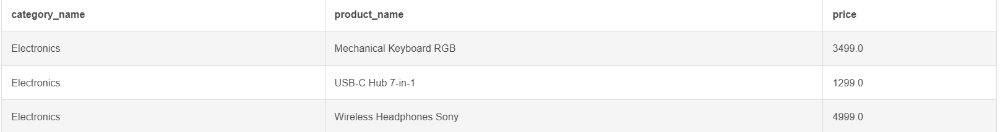 category_name product_name price
Electronics Mechanical Keyboard RGB 3499.0
Electronics USB-C Hub 7-in-1 1299.0
Electronics Wireless Headphones Sony 4999.0